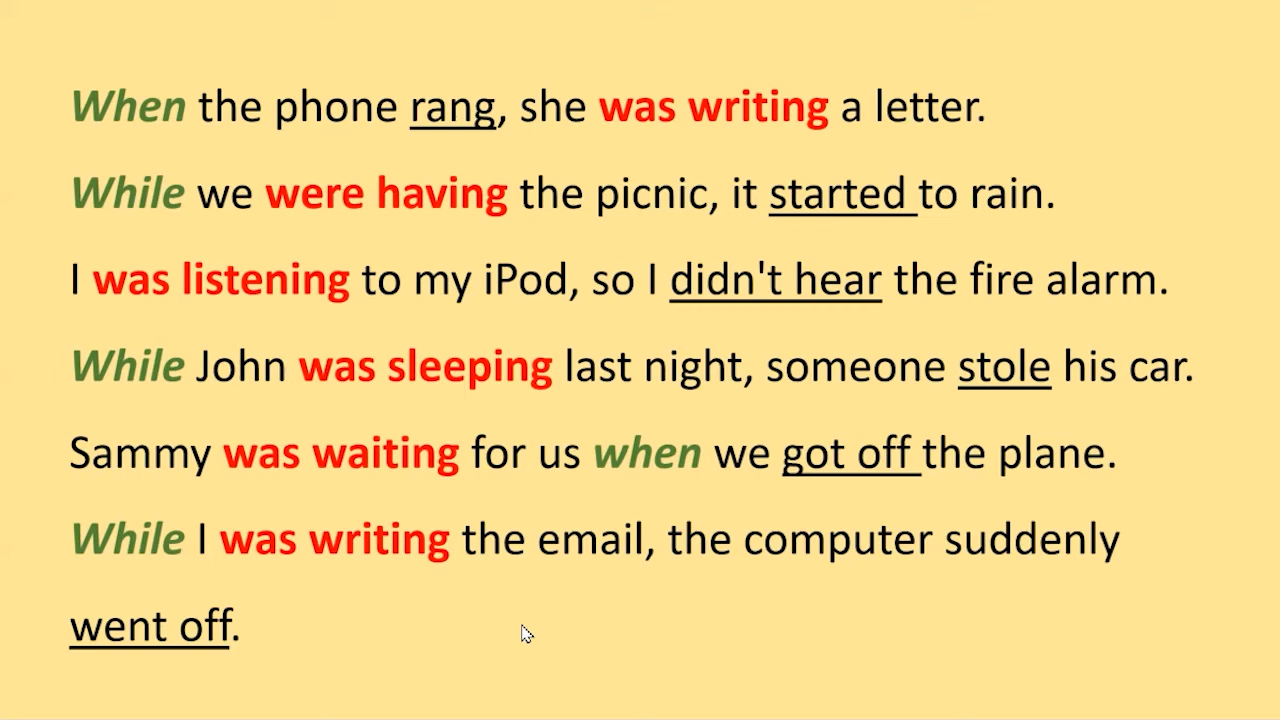 When the phone rang, she was writing a letter.
While we were having the picnic, it started to rain.
I was listening to my iPod, so I didn't hear the fire alarm.
While John was sleeping last night, someone stole his car.
Sammy was waiting for us when we got off the plane.
While I was writing the email, the computer suddenly
went off.